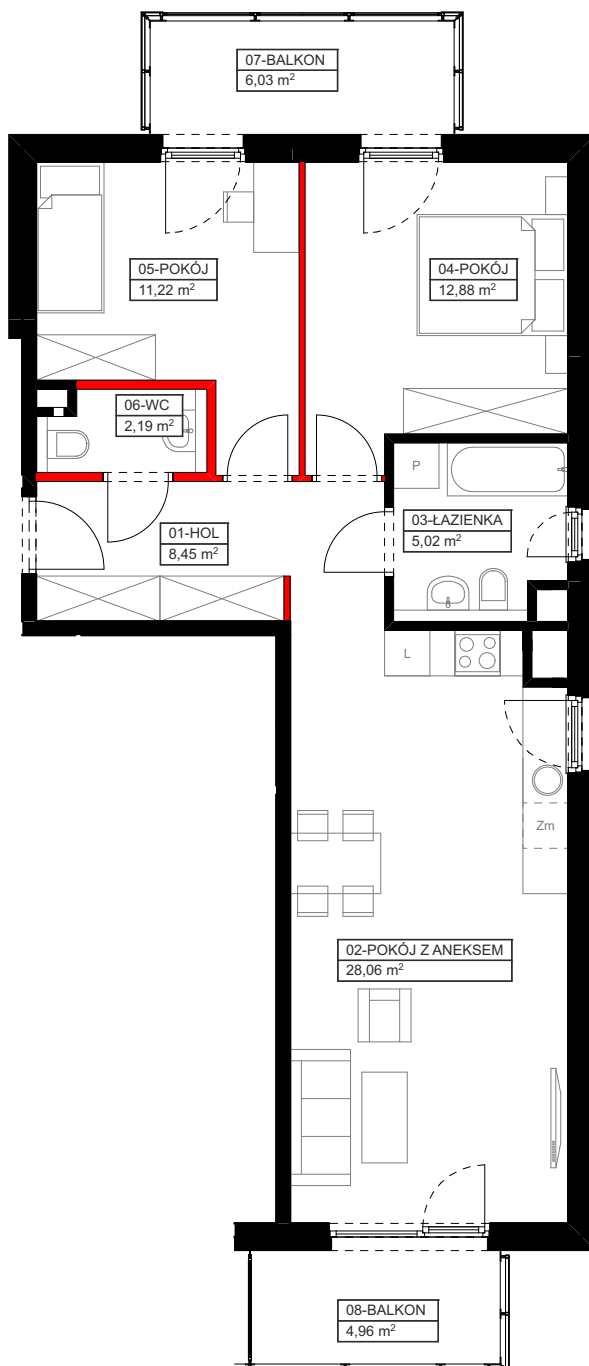 07-BALKON
6,03 m²
05-POKÓJ
11,22 m²
04-POKÓJ
12,88 m²
06-WC
2,19 m²
P
03-ŁAZIENKA
5,02 m²
01-HOL
8,45 m²
L
Zm
02-POKÓJ Z ANEKSEM
28,06 m²
08-BALKON
4,96 m²